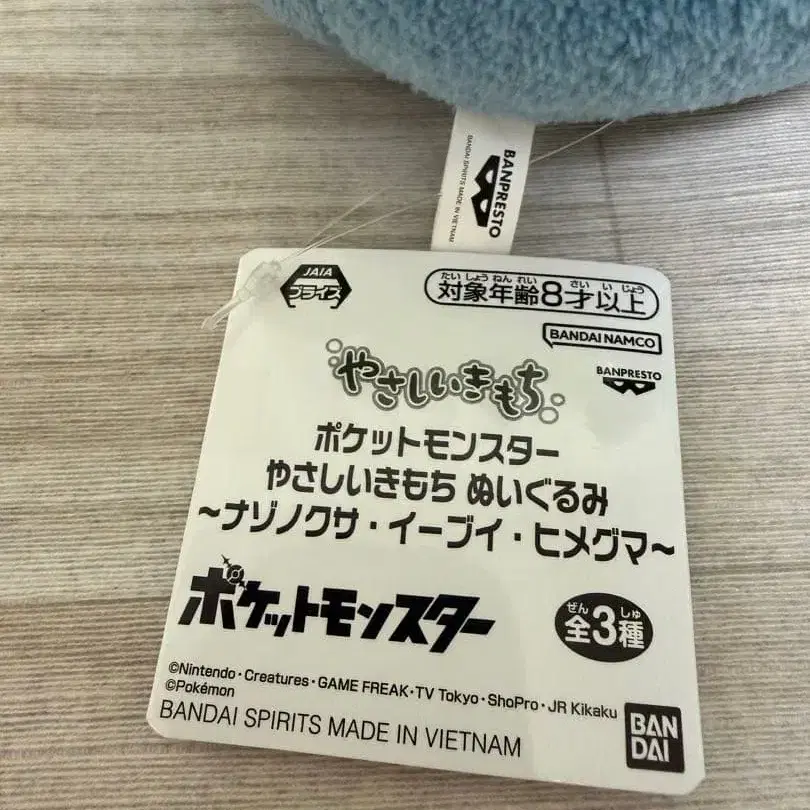 BANPRESTO
BANDAI SPIRITS MADE IN VIETNAM
JAIA
プライズ
たいしょうねんれい さいいじょう
対象年齢8才以上
BANDAI NAMCO
BANPRESTO
やさしいきもち
ポケットモンスター
やさしいきもち ぬいぐるみ
～ナゾノクサ・イーブイ・ヒメグマ～
ポケットモンスター
ぜん しゅ
全3種
©Nintendo・Creatures・GAME FREAK・TV Tokyo・ShoPro・JR Kikaku
©Pokémon
BANDAI SPIRITS MADE IN VIETNAM
BAN
DAI